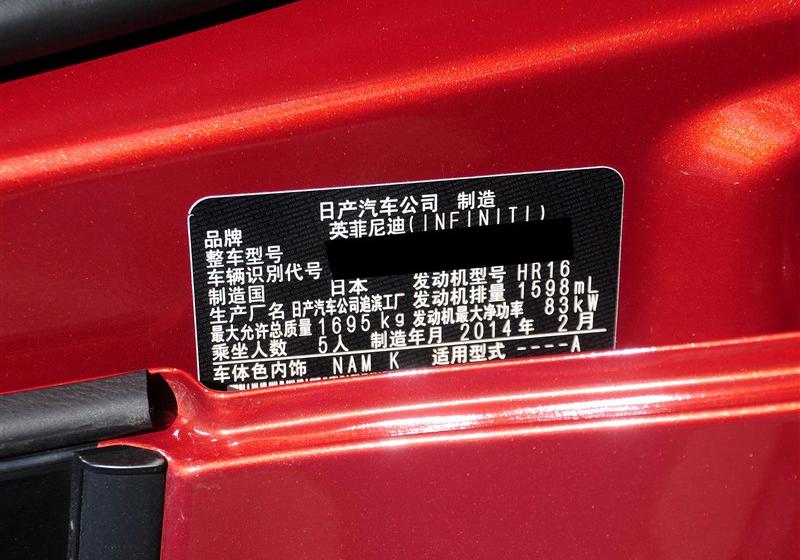 日产汽车公司 制造
品牌 英菲尼迪(INFINITI)
整车型号
车辆识别代号
制造国 日本 发动机型号 HR16
生产厂名 日产汽车公司追滨工厂 发动机排量 1598mL
最大允许总质量 1695 kg 发动机最大净功率 83kW
乘坐人数 5人 制造年月 2014年 2月
车体色内饰 NAM K 适用型式 ----A